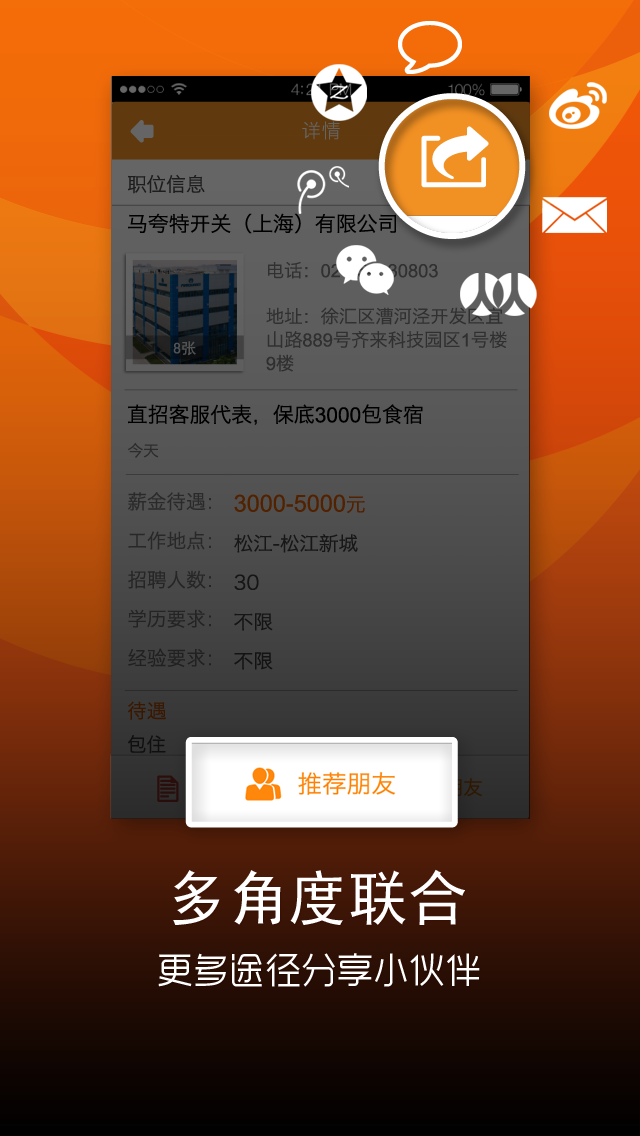 100%
详情
职位信息
马夸特开关（上海）有限公司
电话：
80803
地址：徐汇区漕河泾开发区宜
山路889号齐来科技园区1号楼
9楼
8张
直招客服代表，保底3000包食宿
今天
薪金待遇： 3000-5000元
工作地点： 松江-松江新城
招聘人数： 30
学历要求： 不限
经验要求： 不限
待遇
包住
推荐朋友
友
多角度联合
更多途径分享小伙伴